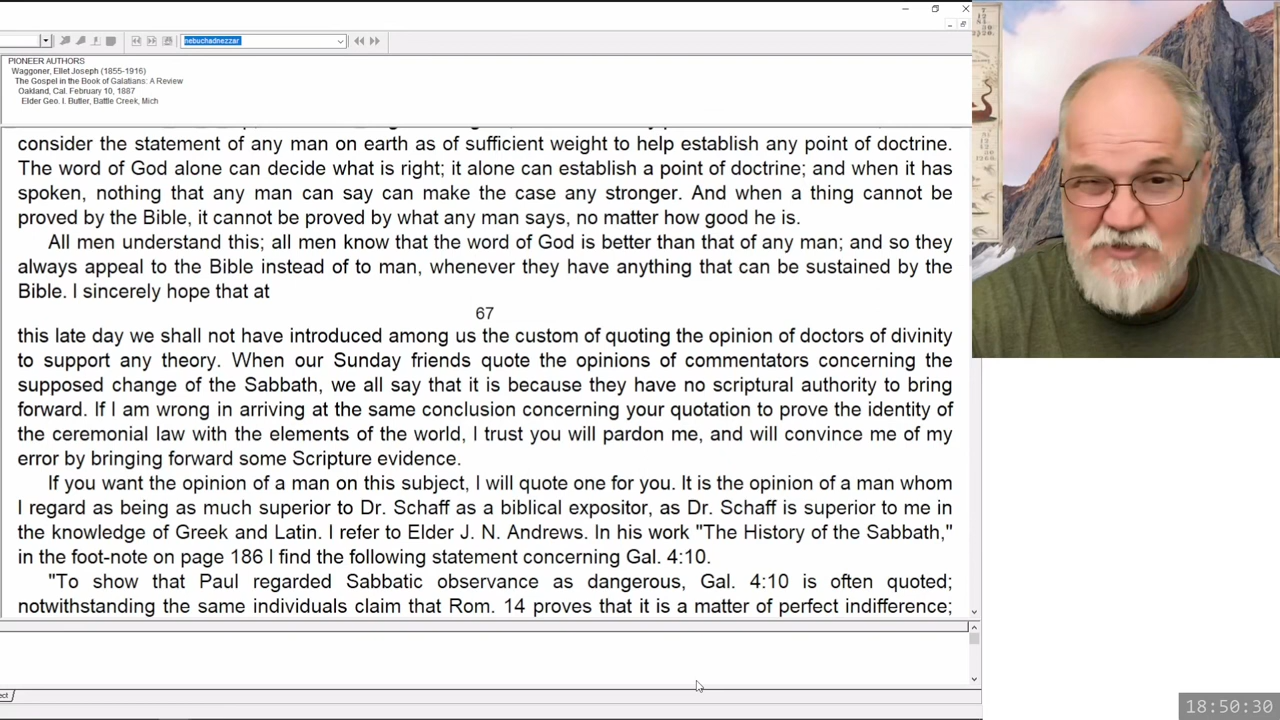 nebuchadnezzar
PIONEER AUTHORS
Waggoner, Ellet Joseph (1855-1916)
The Gospel in the Book of Galatians: A Review
Oakland, Cal. February 10, 1887
Elder Geo. I. Butler, Battle Creek, Mich
consider the statement of any man on earth as of sufficient weight to help establish any point of doctrine.
The word of God alone can decide what is right; it alone can establish a point of doctrine; and when it has
spoken, nothing that any man can say can make the case any stronger. And when a thing cannot be
proved by the Bible, it cannot be proved by what any man says, no matter how good he is.
All men understand this; all men know that the word of God is better than that of any man; and so they
always appeal to the Bible instead of to man, whenever they have anything that can be sustained by the
Bible. I sincerely hope that at
67
this late day we shall not have introduced among us the custom of quoting the opinion of doctors of divinity
to support any theory. When our Sunday friends quote the opinions of commentators concerning the
supposed change of the Sabbath, we all say that it is because they have no scriptural authority to bring
forward. If I am wrong in arriving at the same conclusion concerning your quotation to prove the identity of
the ceremonial law with the elements of the world, I trust you will pardon me, and will convince me of my
error by bringing forward some Scripture evidence.
If you want the opinion of a man on this subject, I will quote one for you. It is the opinion of a man whom
I regard as being as much superior to Dr. Schaff as a biblical expositor, as Dr. Schaff is superior to me in
the knowledge of Greek and Latin. I refer to Elder J. N. Andrews. In his work "The History of the Sabbath,"
in the foot-note on page 186 I find the following statement concerning Gal. 4:10.
"To show that Paul regarded Sabbatic observance as dangerous, Gal. 4:10 is often quoted;
notwithstanding the same individuals claim that Rom. 14 proves that it is a matter of perfect indifference;
18:50:30